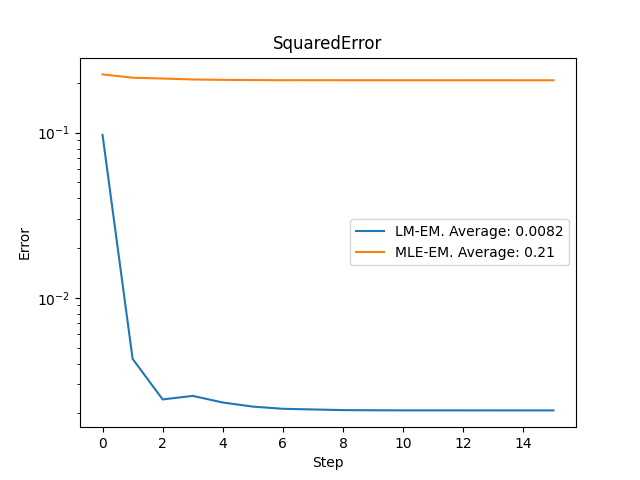 SquaredError
Error
10⁻¹
10⁻²
LM-EM. Average: 0.0082
MLE-EM. Average: 0.21
0 2 4 6 8 10 12 14
Step